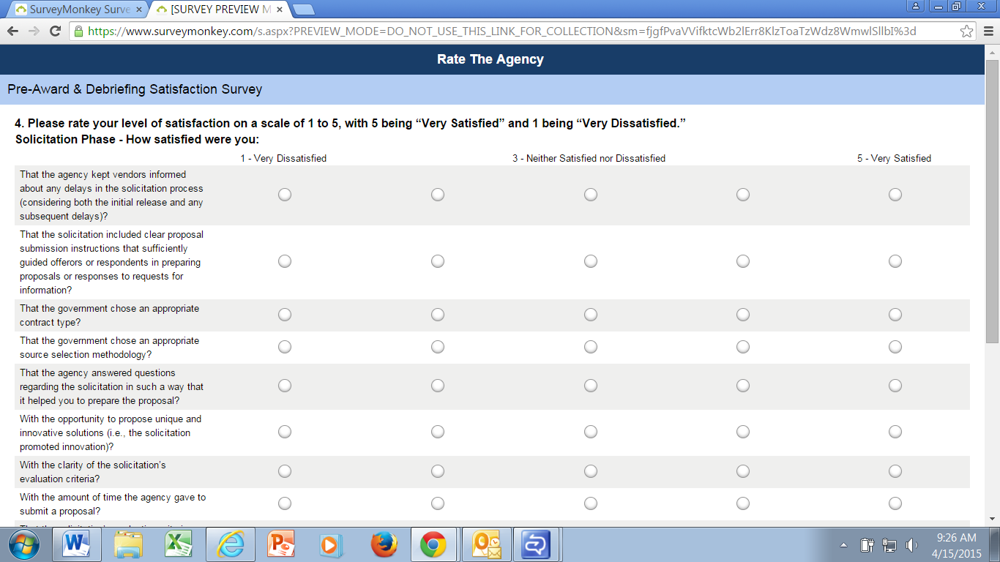 SurveyMonkey Surve
[SURVEY PREVIEW M
https://www.surveymonkey.com/s.aspx?PREVIEW_MODE=DO_NOT_USE_THIS_LINK_FOR_COLLECTION&sm=fjgfPvaVVifktcWb2lErr8KlzToaTzWdz8WmwlSllbI%3d
Rate The Agency
Pre-Award & Debriefing Satisfaction Survey
4. Please rate your level of satisfaction on a scale of 1 to 5, with 5 being “Very Satisfied” and 1 being “Very Dissatisfied.”
Solicitation Phase - How satisfied were you:
1 - Very Dissatisfied 3 - Neither Satisfied nor Dissatisfied 5 - Very Satisfied
That the agency kept vendors informed
about any delays in the solicitation process
(considering both the initial release and any
subsequent delays)?
That the solicitation included clear proposal
submission instructions that sufficiently
guided offerors or respondents in preparing
proposals or responses to requests for
information?
That the government chose an appropriate
contract type?
That the government chose an appropriate
source selection methodology?
That the agency answered questions
regarding the solicitation in such a way that
it helped you to prepare the proposal?
With the opportunity to propose unique and
innovative solutions (i.e., the solicitation
promoted innovation)?
With the clarity of the solicitation’s
evaluation criteria?
With the amount of time the agency gave to
submit a proposal?
9:26 AM
4/15/2015